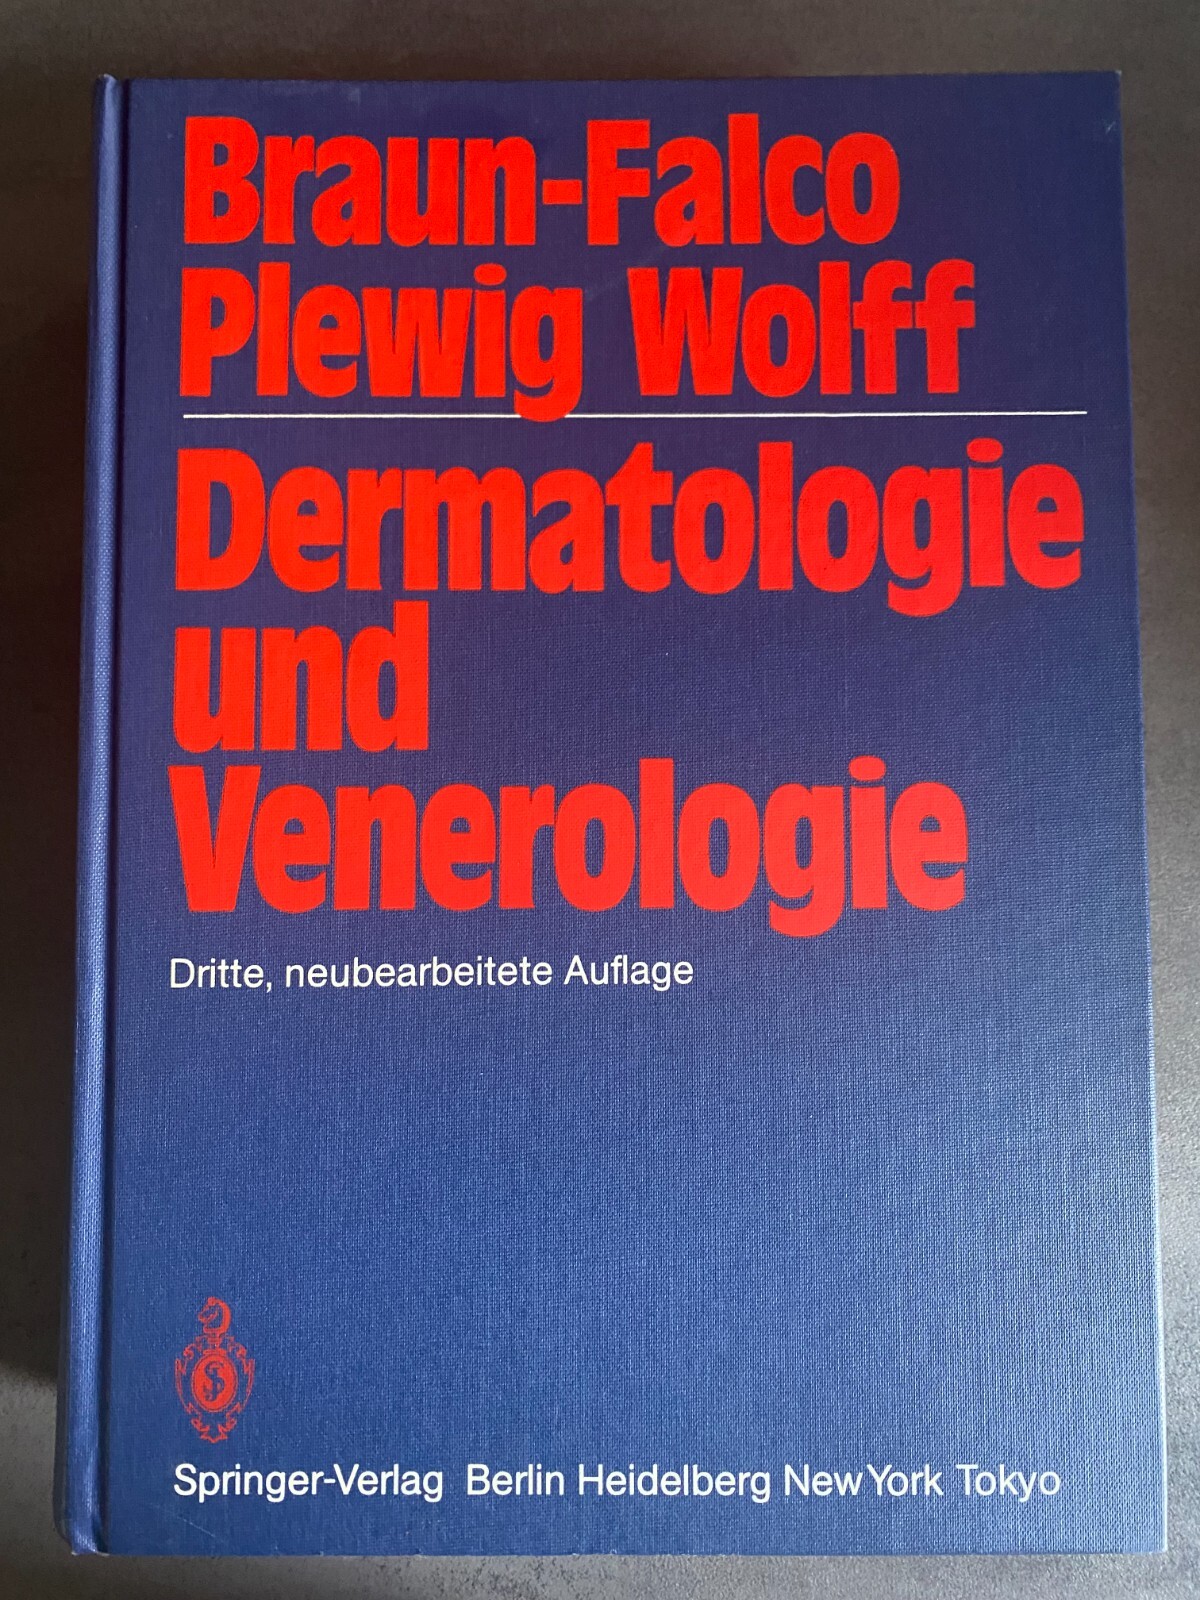 Braun-Falco
Plewig Wolff
Dermatologie
und
Venerologie
Dritte, neubearbeitete Auflage
Springer-Verlag Berlin Heidelberg New York Tokyo